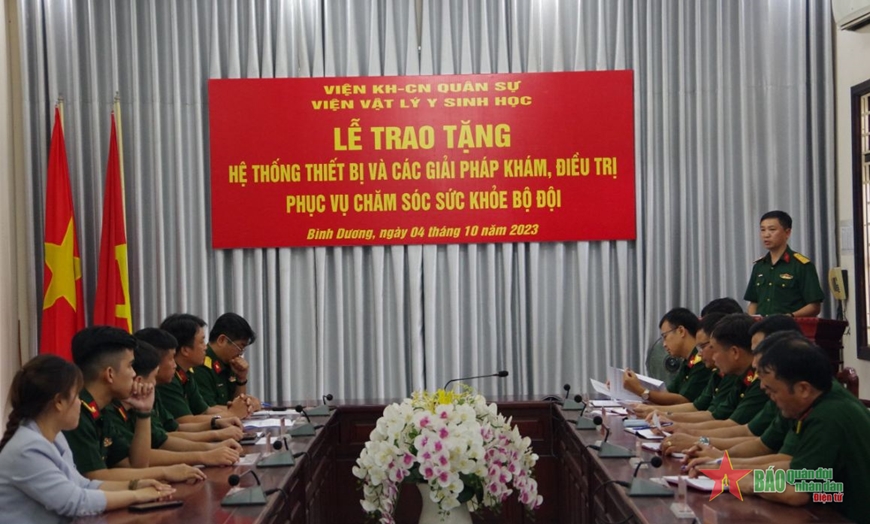 VIỆN KH-CN QUÂN SỰ
VIỆN VẬT LÝ Y SINH HỌC
LỄ TRAO TẶNG
HỆ THỐNG THIẾT BỊ VÀ CÁC GIẢI PHÁP KHÁM, ĐIỀU TRỊ
PHỤC VỤ CHĂM SÓC SỨC KHỎE BỘ ĐỘI
Bình Dương, ngày 04 tháng 10 năm 2023
BÁO quân đội
nhân dân
Điện tử